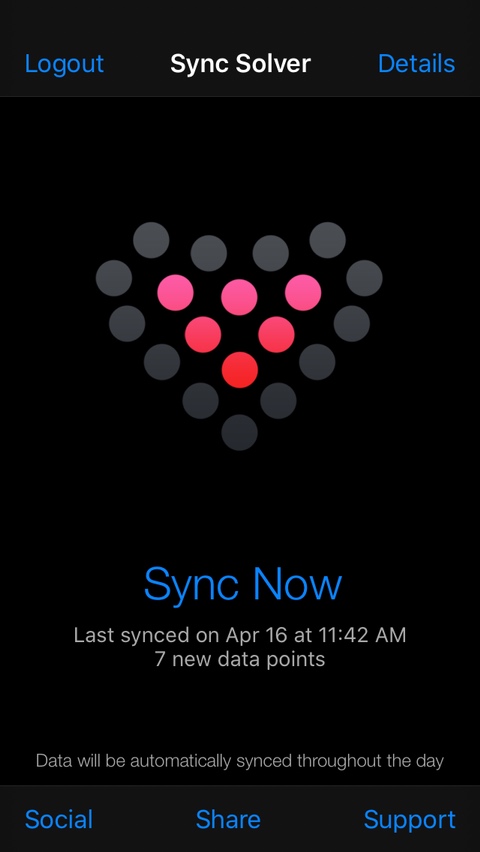 Logout Sync Solver Details
Sync Now
Last synced on Apr 16 at 11:42 AM
7 new data points
Data will be automatically synced throughout the day
Social Share Support